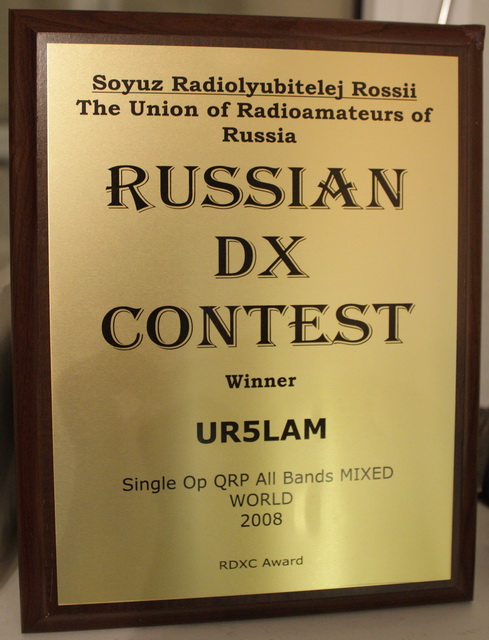 Soyuz Radiolyubitelej Rossii
The Union of Radioamateurs of
Russia
RUSSIAN
DX
CONTEST
Winner
UR5LAM
Single Op QRP All Bands MIXED
WORLD
2008
RDXC Award